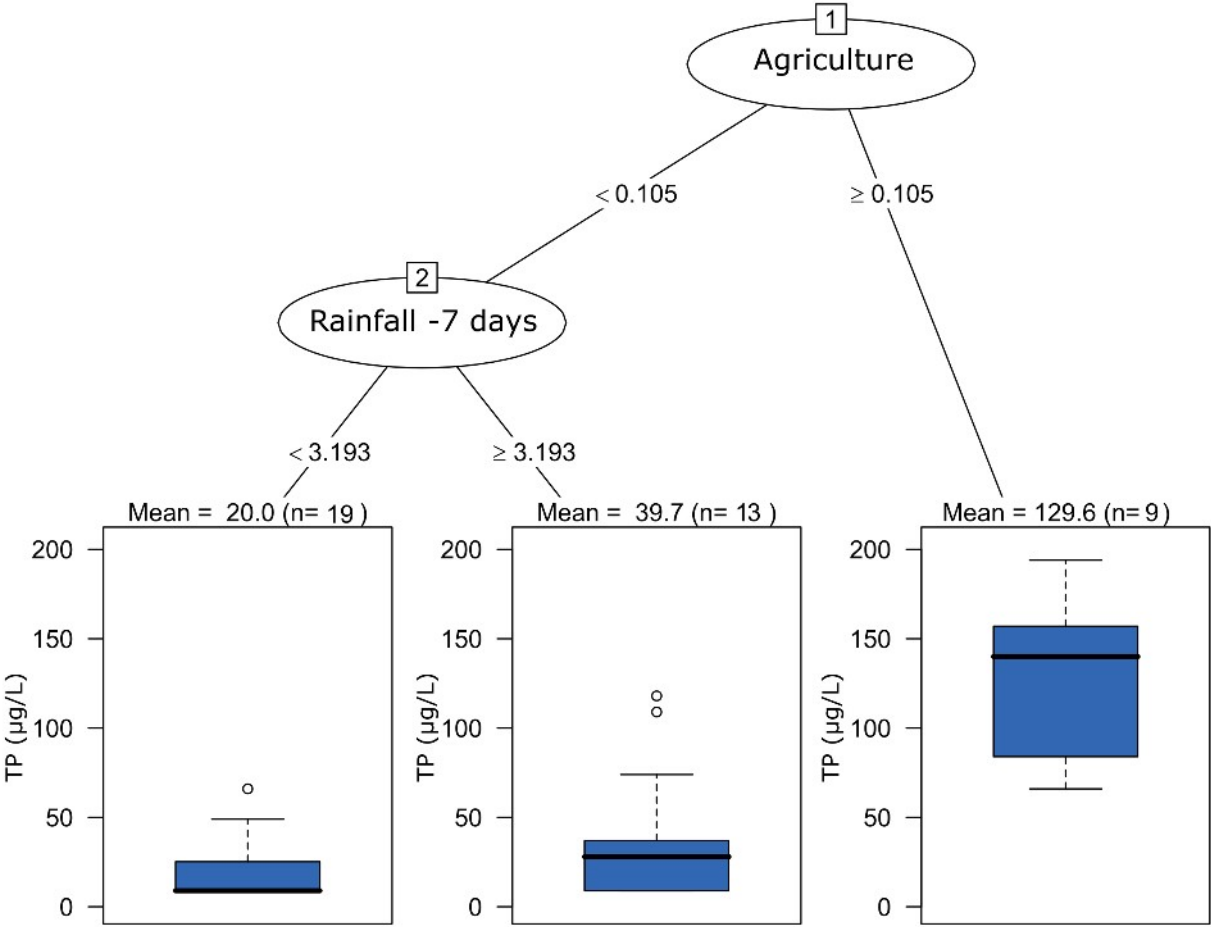 1
Agriculture
< 0.105
≥ 0.105
2
Rainfall -7 days
< 3.193
≥ 3.193
Mean = 20.0 (n= 19 )
Mean = 39.7 (n= 13 )
Mean = 129.6 (n= 9)
TP (µg/L)
200
150
100
50
0
TP (µg/L)
200
150
100
50
0
TP (µg/L)
200
150
100
50
0